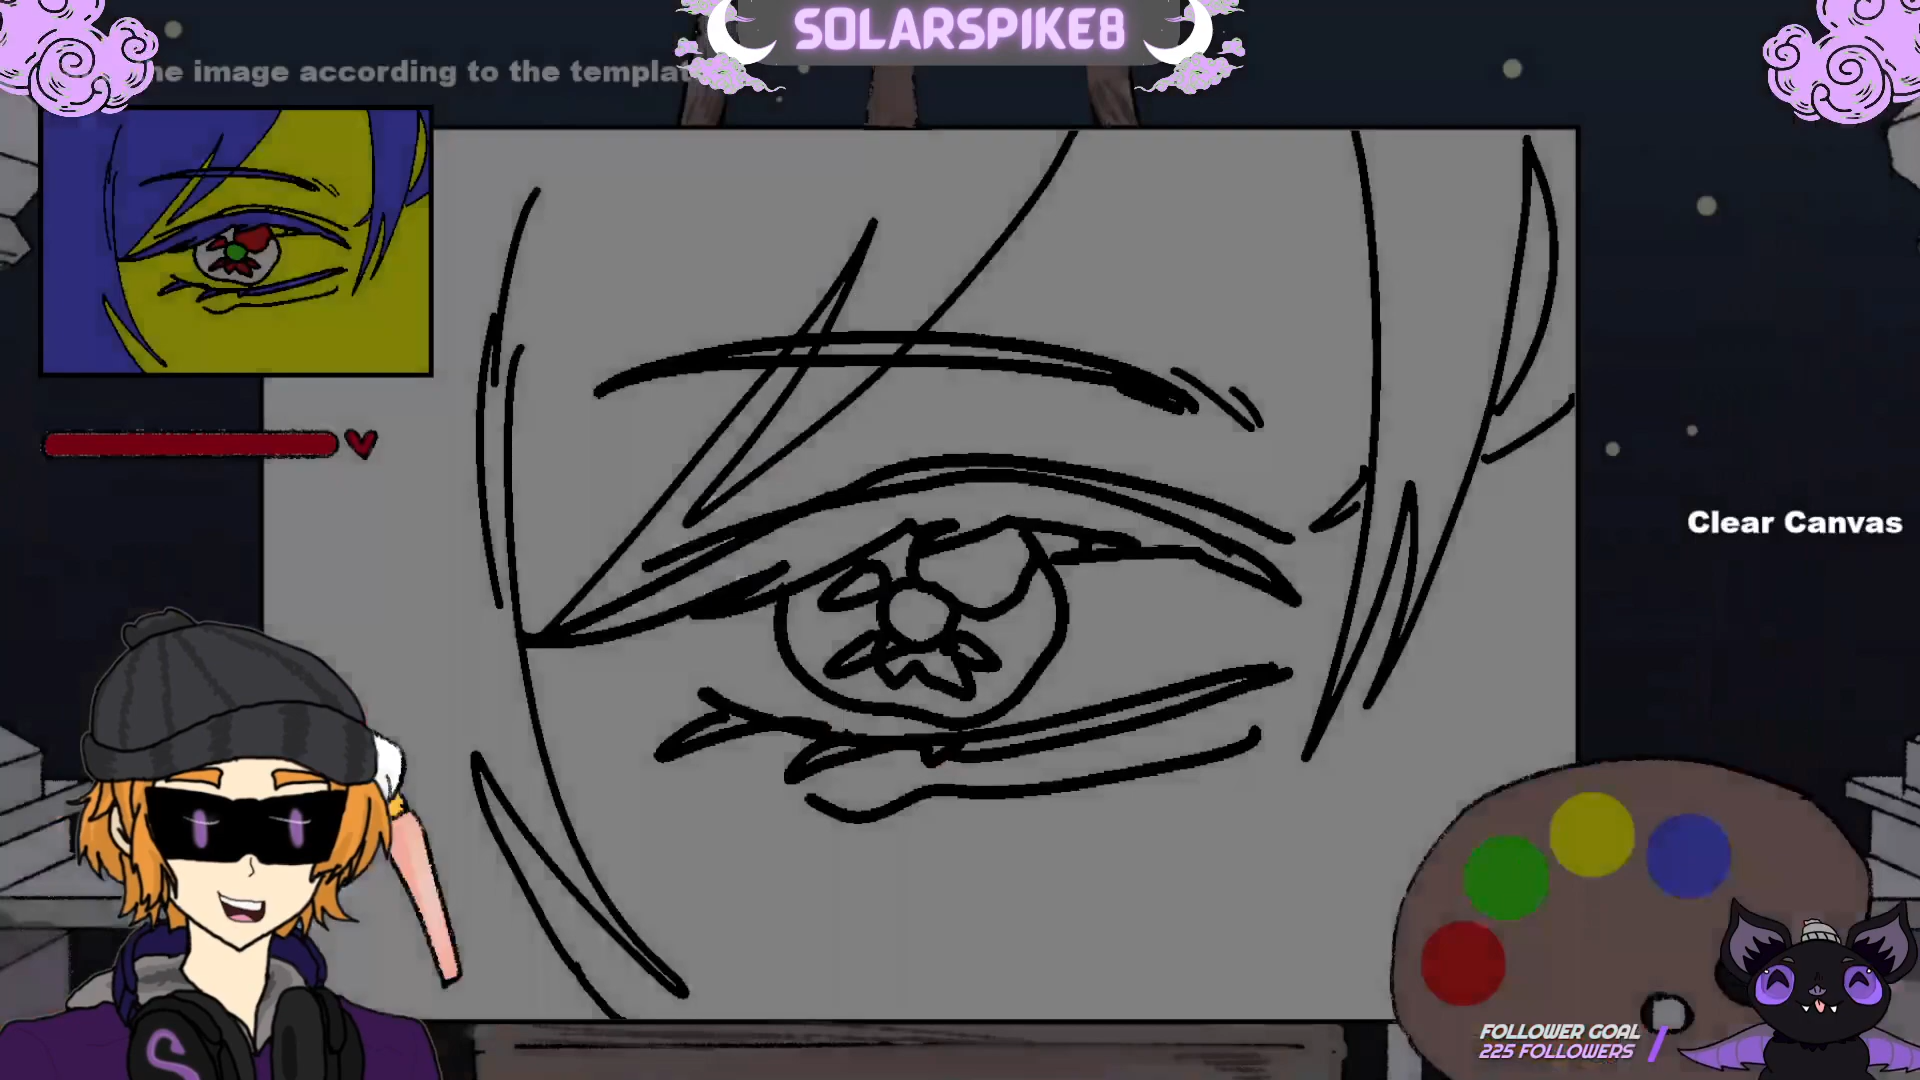 SOLARSPIKE8
he image according to the templat
Clear Canvas
FOLLOWER GOAL
225 FOLLOWERS